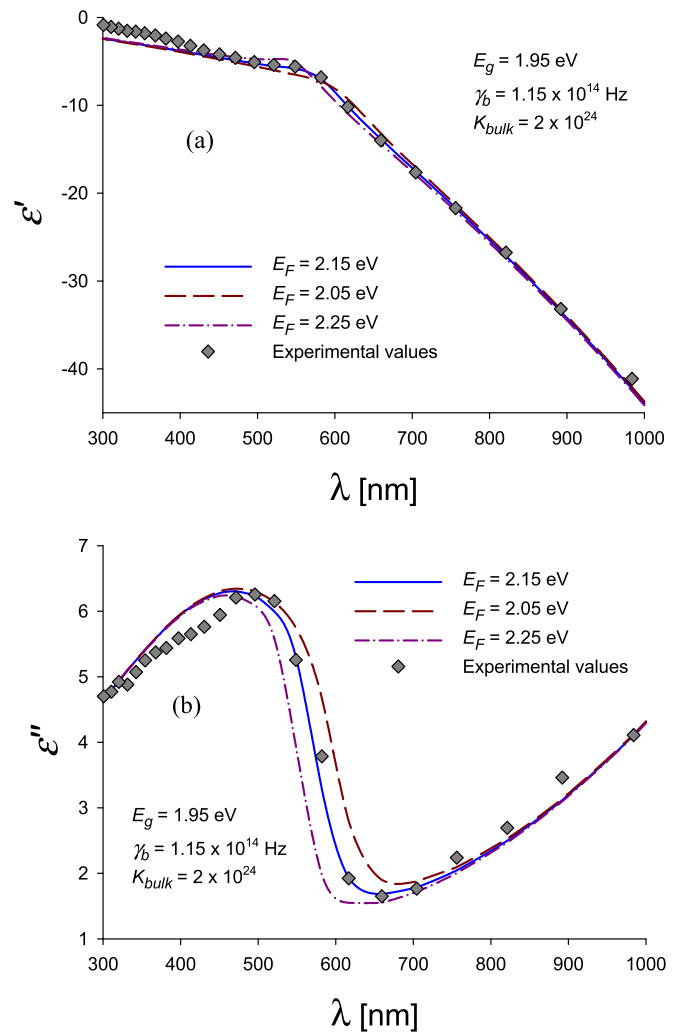 0
-10
-20
-30
-40
ε'
E_g = 1.95 eV
γ_b = 1.15 x 10^14 Hz
K_bulk = 2 x 10^24
(a)
E_F = 2.15 eV
E_F = 2.05 eV
E_F = 2.25 eV
Experimental values
300 400 500 600 700 800 900 1000
λ [nm]
7
6
5
4
3
2
1
ε''
E_F = 2.15 eV
E_F = 2.05 eV
E_F = 2.25 eV
Experimental values
(b)
E_g = 1.95 eV
γ_b = 1.15 x 10^14 Hz
K_bulk = 2 x 10^24
300 400 500 600 700 800 900 1000
λ [nm]